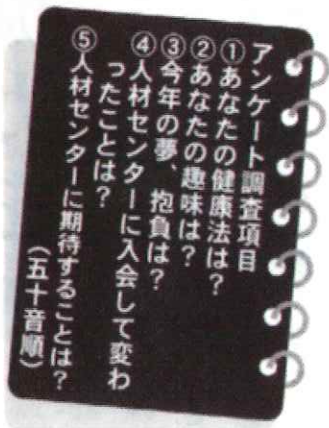 アンケート調査項目
①あなたの健康法は？
②あなたの趣味は？
③今年の夢、抱負は？
④人材センターに入会して変わ
ったことは？
⑤人材センターに期待することは？
（五十音順）